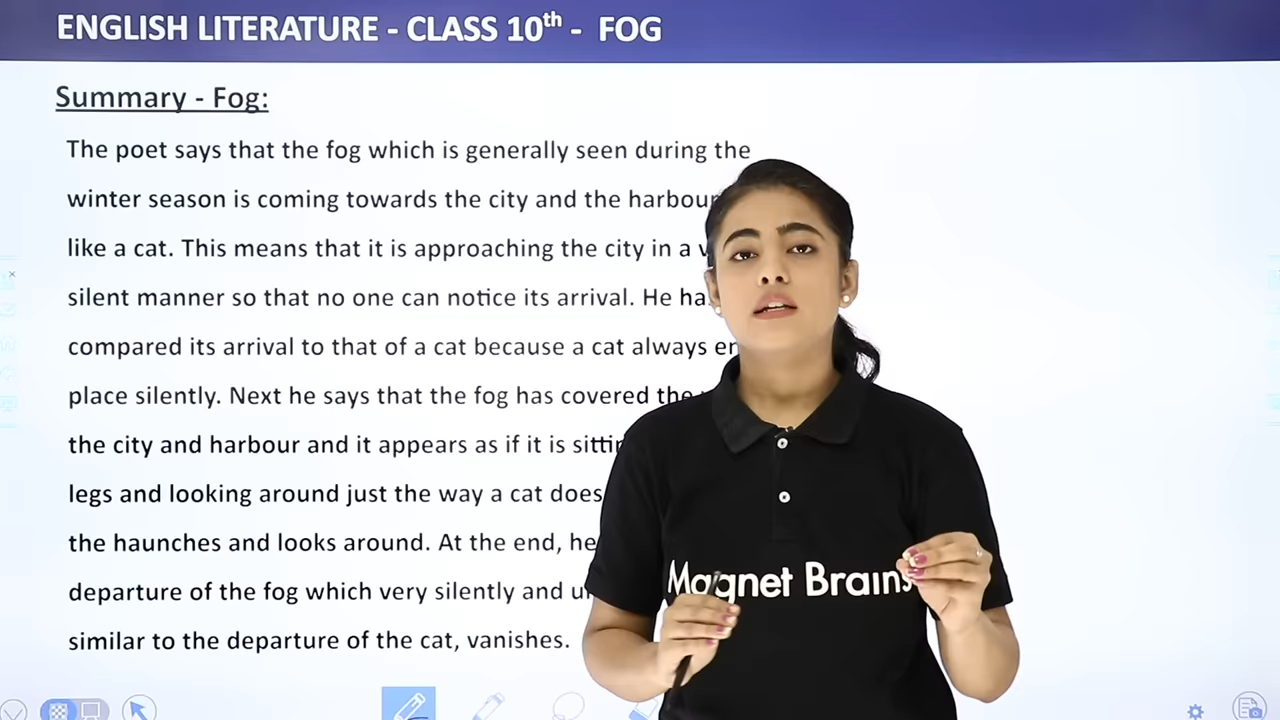 ENGLISH LITERATURE - CLASS 10th - FOG
Summary - Fog:
The poet says that the fog which is generally seen during the
winter season is coming towards the city and the harbour
like a cat. This means that it is approaching the city in a
silent manner so that no one can notice its arrival. He
compared its arrival to that of a cat because a cat always
place silently. Next he says that the fog has covered the
the city and harbour and it appears as if it is
legs and looking around just the way a cat does
the haunches and looks around. At the end, he
departure of the fog which very silently and
similar to the departure of the cat, vanishes.
Magnet Brains